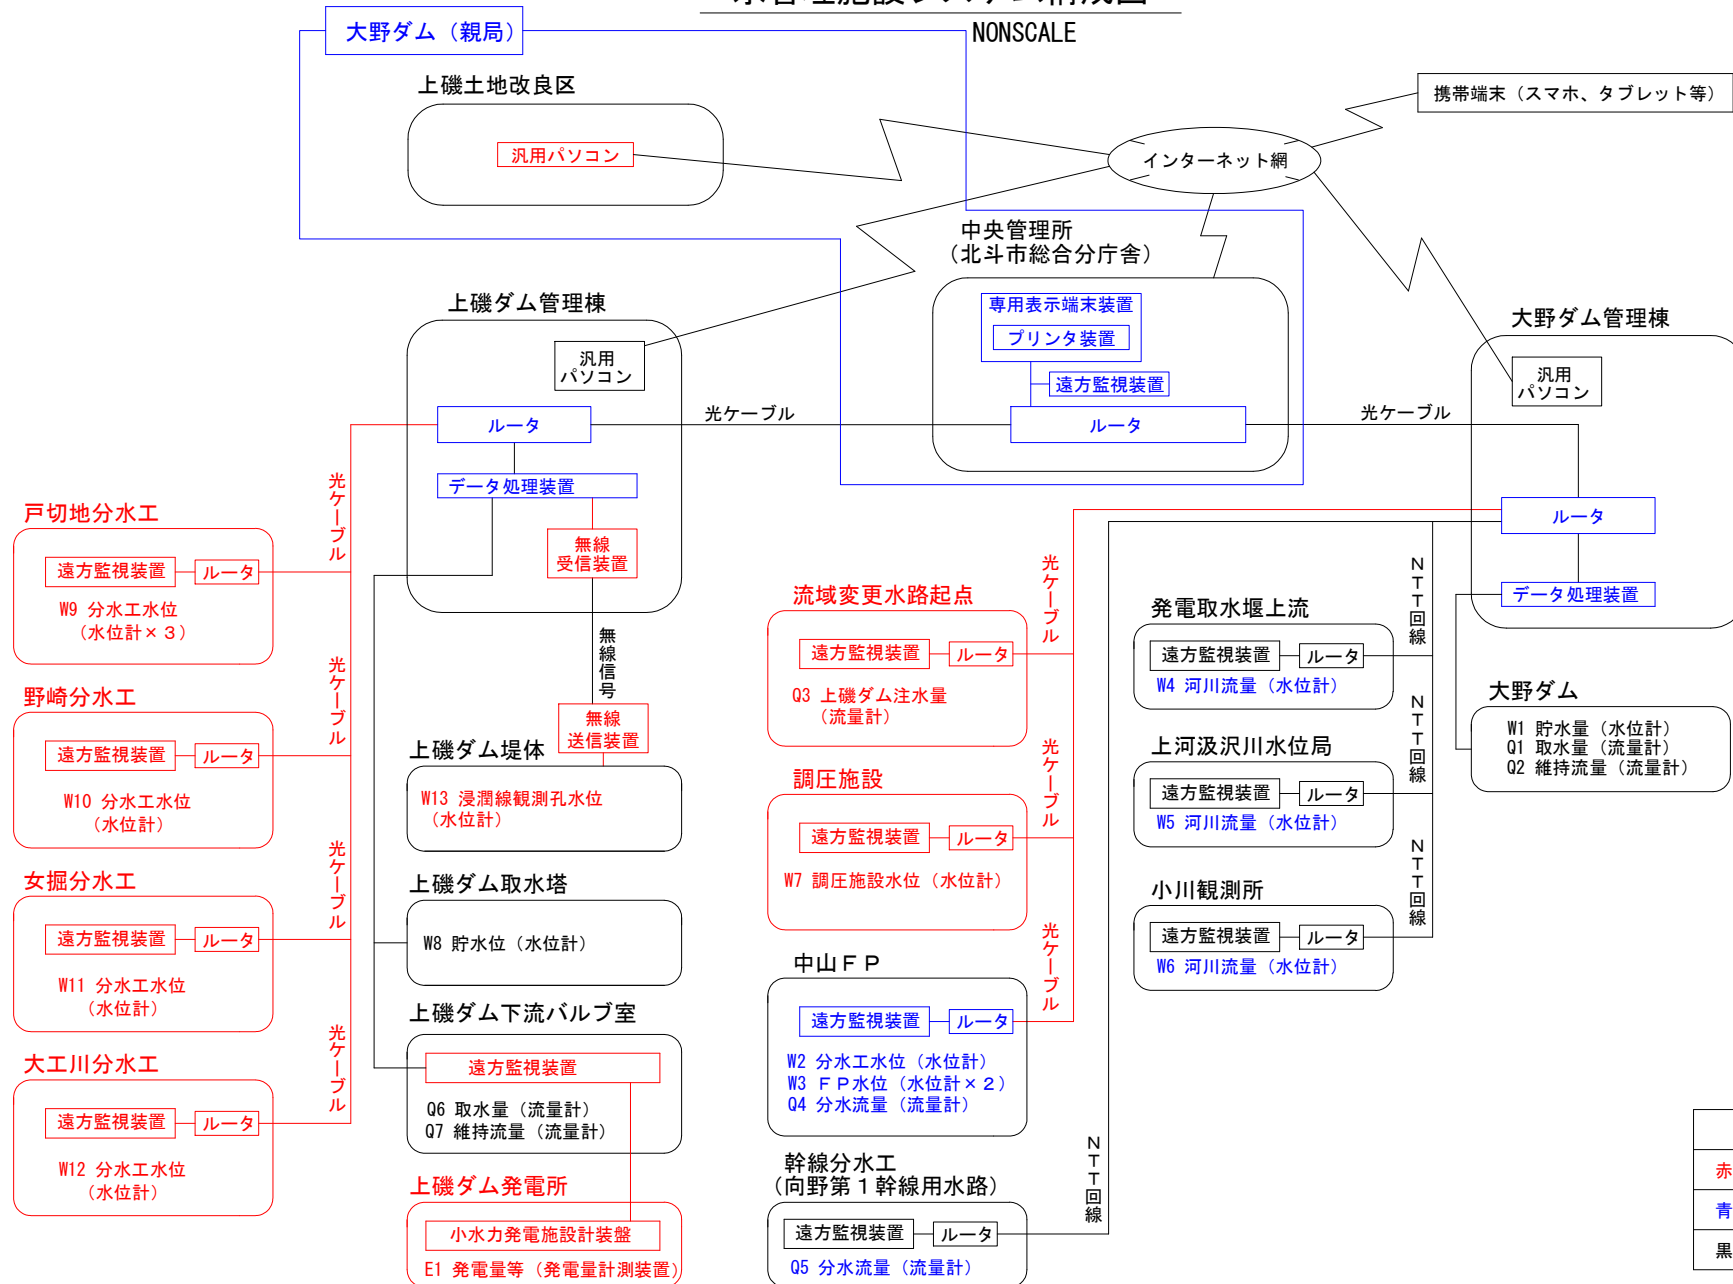 NONSCALE
大野ダム（親局）
上磯土地改良区
汎用パソコン
携帯端末（スマホ、タブレット等）
インターネット網
中央管理所
（北斗市総合分庁舎）
専用表示端末装置
プリンタ装置
遠方監視装置
ルータ
光ケーブル
光ケーブル
上磯ダム管理棟
汎用
パソコン
ルータ
データ処理装置
無線
受信装置
無線信号
無線
送信装置
大野ダム管理棟
汎用
パソコン
ルータ
データ処理装置
戸切地分水工
遠方監視装置
ルータ
W9 分水工水位
（水位計×３）
光ケーブル
野崎分水工
遠方監視装置
ルータ
W10 分水工水位
（水位計）
光ケーブル
女掘分水工
遠方監視装置
ルータ
W11 分水工水位
（水位計）
光ケーブル
大工川分水工
遠方監視装置
ルータ
W12 分水工水位
（水位計）
光ケーブル
上磯ダム堤体
W13 浸潤線観測孔水位
（水位計）
上磯ダム取水塔
W8 貯水位（水位計）
上磯ダム下流バルブ室
遠方監視装置
Q6 取水量（流量計）
Q7 維持流量（流量計）
上磯ダム発電所
小水力発電施設計装盤
E1 発電量等（発電量計測装置）
流域変更水路起点
遠方監視装置
ルータ
Q3 上磯ダム注水量
（流量計）
光ケーブル
調圧施設
遠方監視装置
ルータ
W7 調圧施設水位（水位計）
光ケーブル
中山ＦＰ
遠方監視装置
ルータ
W2 分水工水位（水位計）
W3 ＦＰ水位（水位計×２）
Q4 分水流量（流量計）
光ケーブル
幹線分水工
（向野第１幹線用水路）
遠方監視装置
ルータ
Q5 分水流量（流量計）
ＮＴＴ回線
発電取水堰上流
遠方監視装置
ルータ
W4 河川流量（水位計）
ＮＴＴ回線
上河汲沢川水位局
遠方監視装置
ルータ
W5 河川流量（水位計）
ＮＴＴ回線
小川観測所
遠方監視装置
ルータ
W6 河川流量（水位計）
ＮＴＴ回線
大野ダム
W1 貯水量（水位計）
Q1 取水量（流量計）
Q2 維持流量（流量計）
赤
青
黒